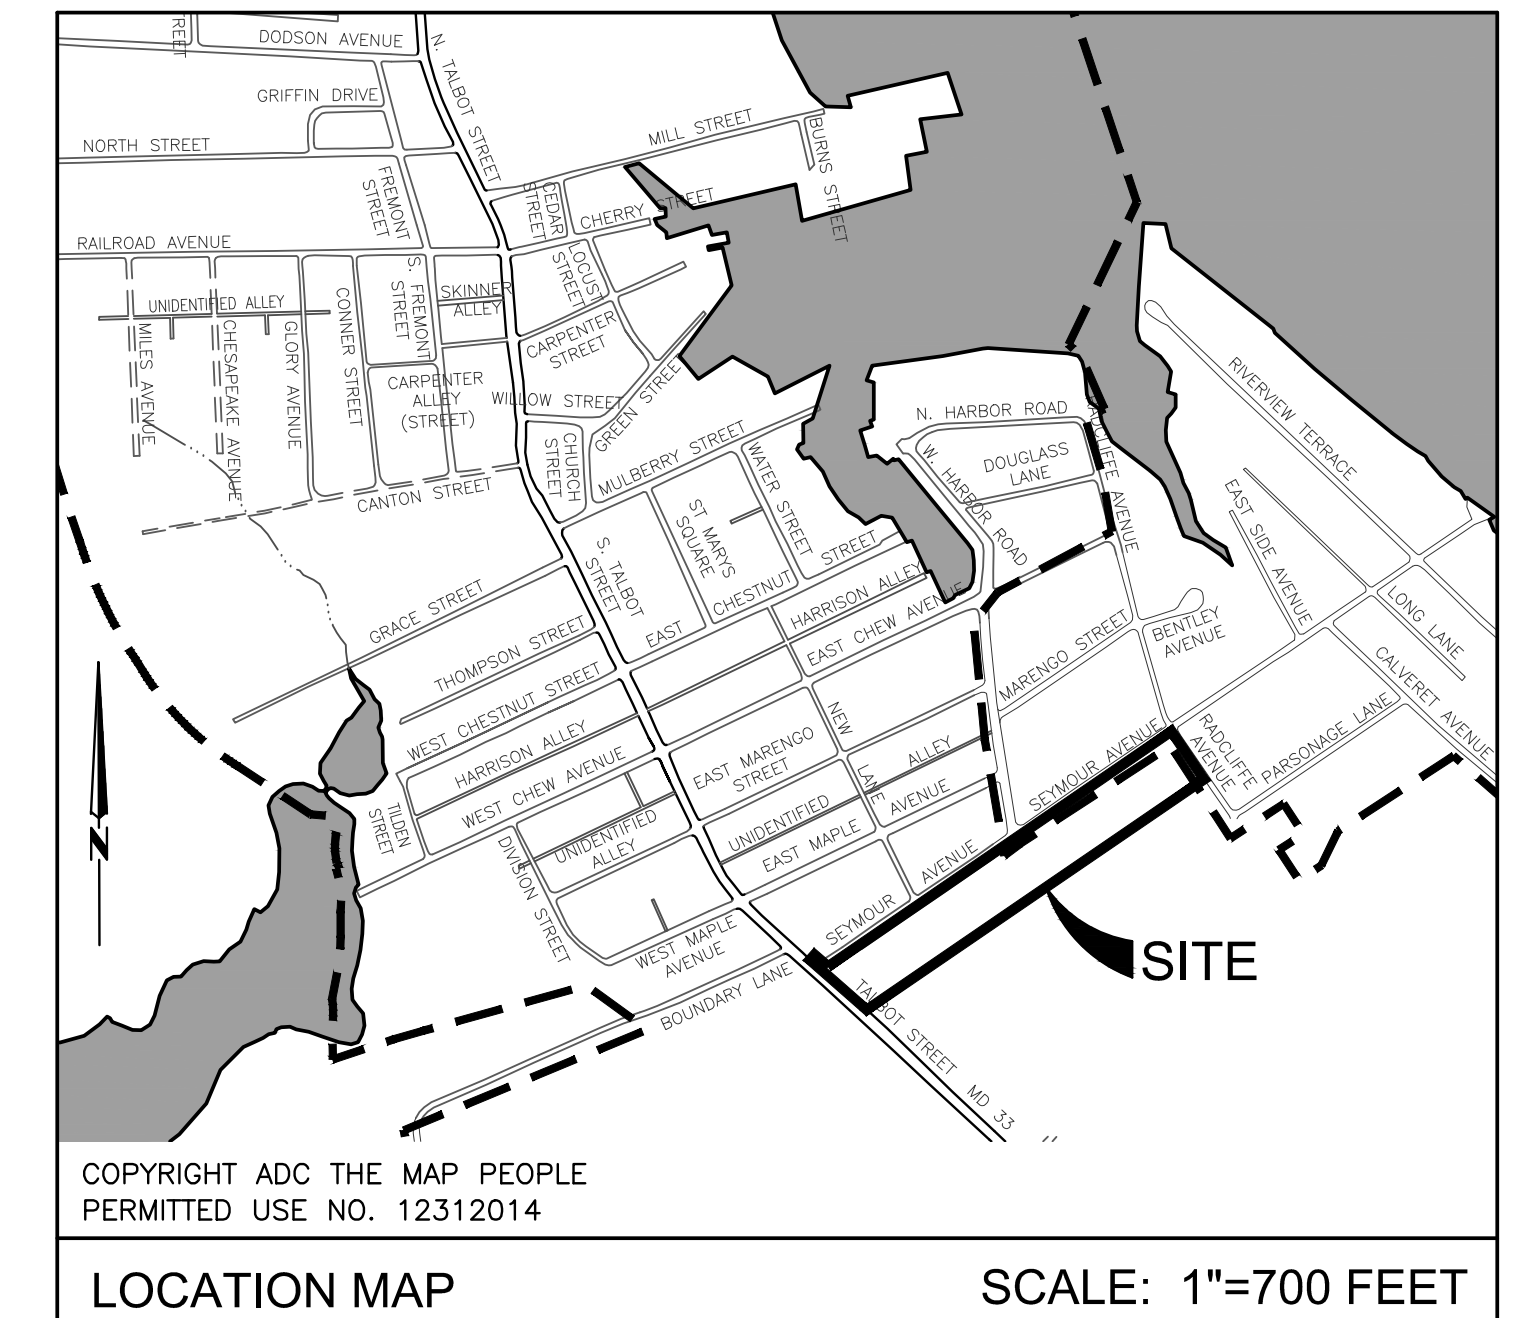 REET
DODSON AVENUE
N. TALBOT STREET
GRIFFIN DRIVE
NORTH STREET
MILL STREET
BURNS STREET
FREMONT
STREET
CEDAR
STREET
CHERRY STREET
RAILROAD AVENUE
LOCUST
STREET
S. FREMONT
STREET
SKINNER
ALLEY
UNIDENTIFIED ALLEY
CONNER STREET
MILES AVENUE
CHESAPEAKE AVENUE
GLORY AVENUE
CARPENTER
STREET
CARPENTER
ALLEY
(STREET)
WILLOW STREET
GREEN STREET
RIVERVIEW TERRACE
N. HARBOR ROAD
RADCLIFFE AVENUE
DOUGLASS
LANE
W. HARBOR ROAD
CHURCH
STREET
MULBERRY STREET
WATER STREET
CANTON STREET
ST MARYS
SQUARE
EAST SIDE AVENUE
S. TALBOT
STREET
GRACE STREET
EAST CHESTNUT STREET
HARRISON ALLEY
EAST CHEW AVENUE
THOMPSON STREET
MARENGO STREET
BENTLEY
AVENUE
LONG LANE
CALVERET AVENUE
WEST CHESTNUT STREET
HARRISON ALLEY
WEST CHEW AVENUE
EAST MARENGO
STREET
NEW LANE
UNIDENTIFIED ALLEY
EAST MAPLE AVENUE
SEYMOUR AVENUE
RADCLIFFE
AVENUE
PARSONAGE LANE
TILDEN
STREET
DIVISION STREET
UNIDENTIFIED
ALLEY
SEYMOUR AVENUE
WEST MAPLE
AVENUE
BOUNDARY LANE
SITE
TALBOT STREET MD 33
N
COPYRIGHT ADC THE MAP PEOPLE
PERMITTED USE NO. 12312014
LOCATION MAP
SCALE: 1"=700 FEET